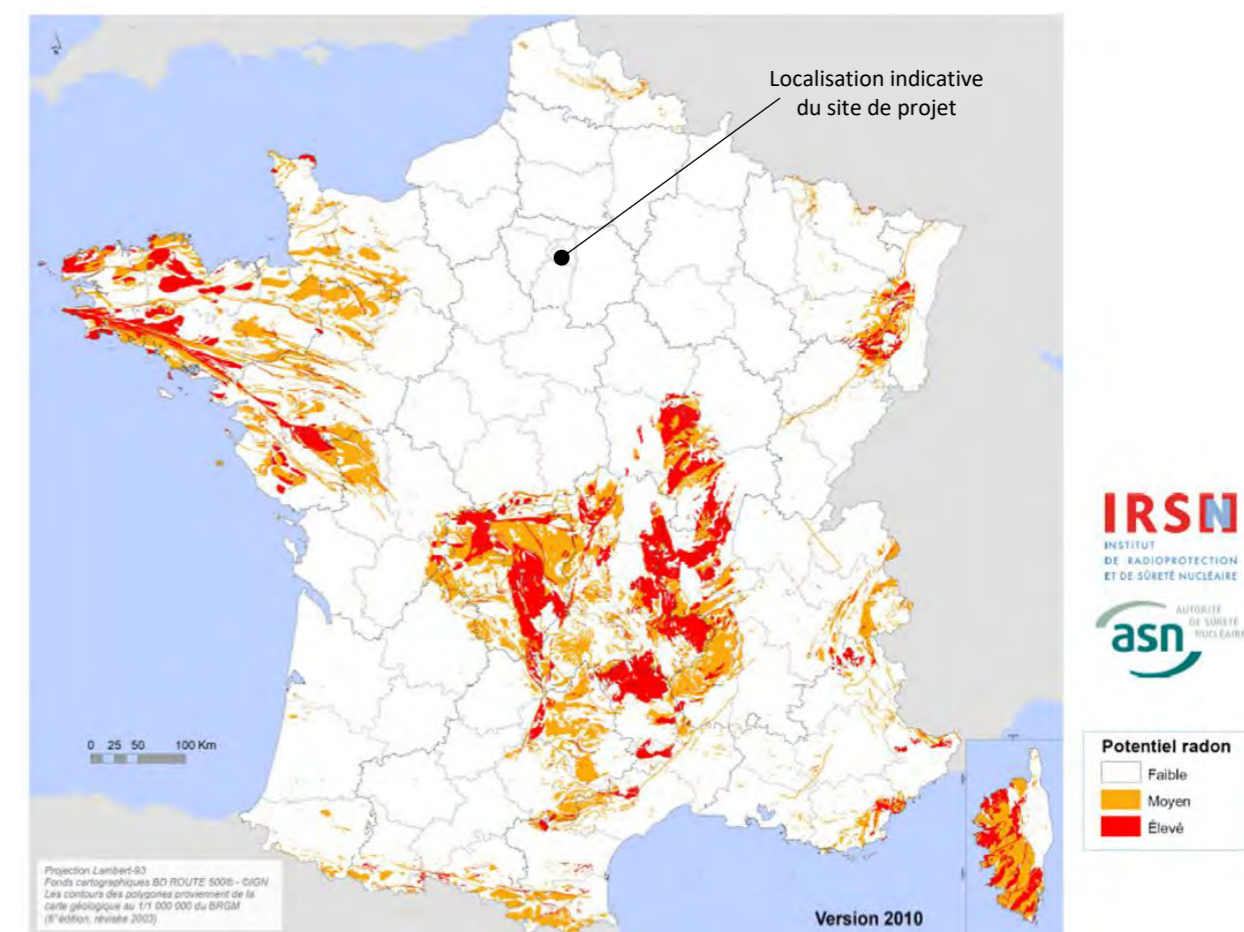 Localisation indicative
du site de projet
IRSN
INSTITUT
DE RADIOPROTECTION
ET DE SÛRETÉ NUCLÉAIRE
AUTORITÉ
DE SÛRETÉ
NUCLÉAIRE
asn
0 25 50 100 Km
Potentiel radon
Faible
Moyen
Élevé
Projection Lambert-93
Fonds cartographiques BD ROUTE 500® - ©IGN
Les contours des polygones proviennent de la
carte géologique au 1/1 000 000 du BRGM
(6° édition, révisée 2003)
Version 2010